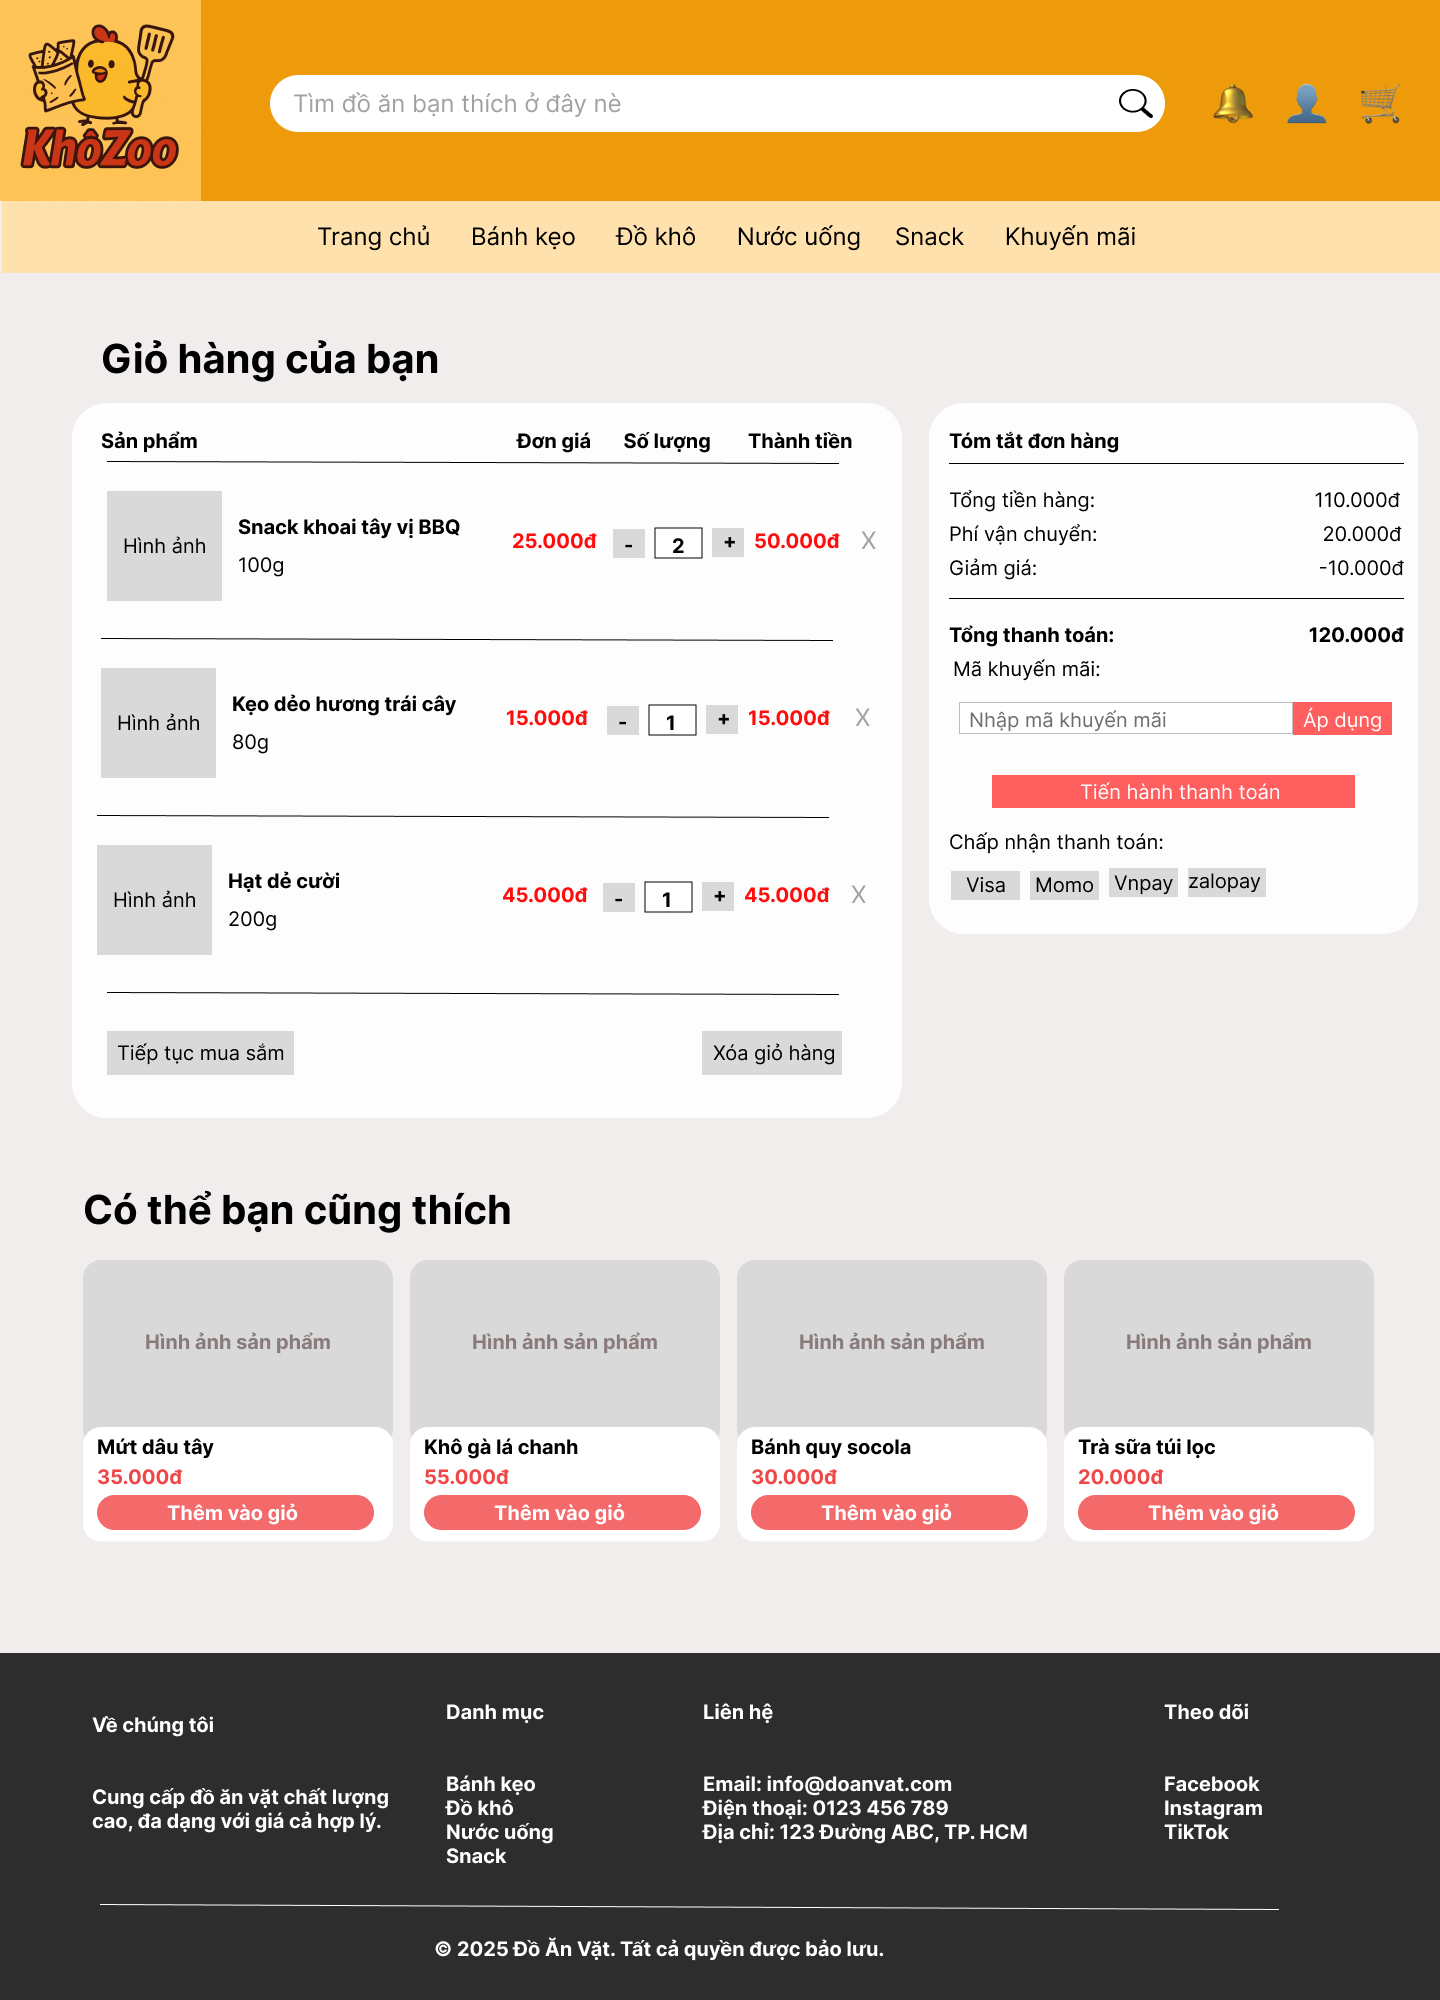 KhôZoo
Tìm đồ ăn bạn thích ở đây nè
Trang chủ Bánh kẹo Đồ khô Nước uống Snack Khuyến mãi
Giỏ hàng của bạn
Sản phẩm Đơn giá Số lượng Thành tiền
Hình ảnh
Snack khoai tây vị BBQ
100g
25.000đ - 2 + 50.000đ X
Hình ảnh
Kẹo dẻo hương trái cây
80g
15.000đ - 1 + 15.000đ X
Hình ảnh
Hạt dẻ cười
200g
45.000đ - 1 + 45.000đ X
Tiếp tục mua sắm Xóa giỏ hàng
Tóm tắt đơn hàng
Tổng tiền hàng: 110.000đ
Phí vận chuyển: 20.000đ
Giảm giá: -10.000đ
Tổng thanh toán: 120.000đ
Mã khuyến mãi:
Nhập mã khuyến mãi Áp dụng
Tiến hành thanh toán
Chấp nhận thanh toán:
Visa Momo Vnpay zalopay
Có thể bạn cũng thích
Hình ảnh sản phẩm Hình ảnh sản phẩm Hình ảnh sản phẩm Hình ảnh sản phẩm
Mứt dâu tây Khô gà lá chanh Bánh quy socola Trà sữa túi lọc
35.000đ 55.000đ 30.000đ 20.000đ
Thêm vào giỏ Thêm vào giỏ Thêm vào giỏ Thêm vào giỏ
Về chúng tôi
Cung cấp đồ ăn vặt chất lượng
cao, đa dạng với giá cả hợp lý.
Danh mục
Bánh kẹo
Đồ khô
Nước uống
Snack
Liên hệ
Email: info@doanvat.com
Điện thoại: 0123 456 789
Địa chỉ: 123 Đường ABC, TP. HCM
Theo dõi
Facebook
Instagram
TikTok
© 2025 Đồ Ăn Vặt. Tất cả quyền được bảo lưu.